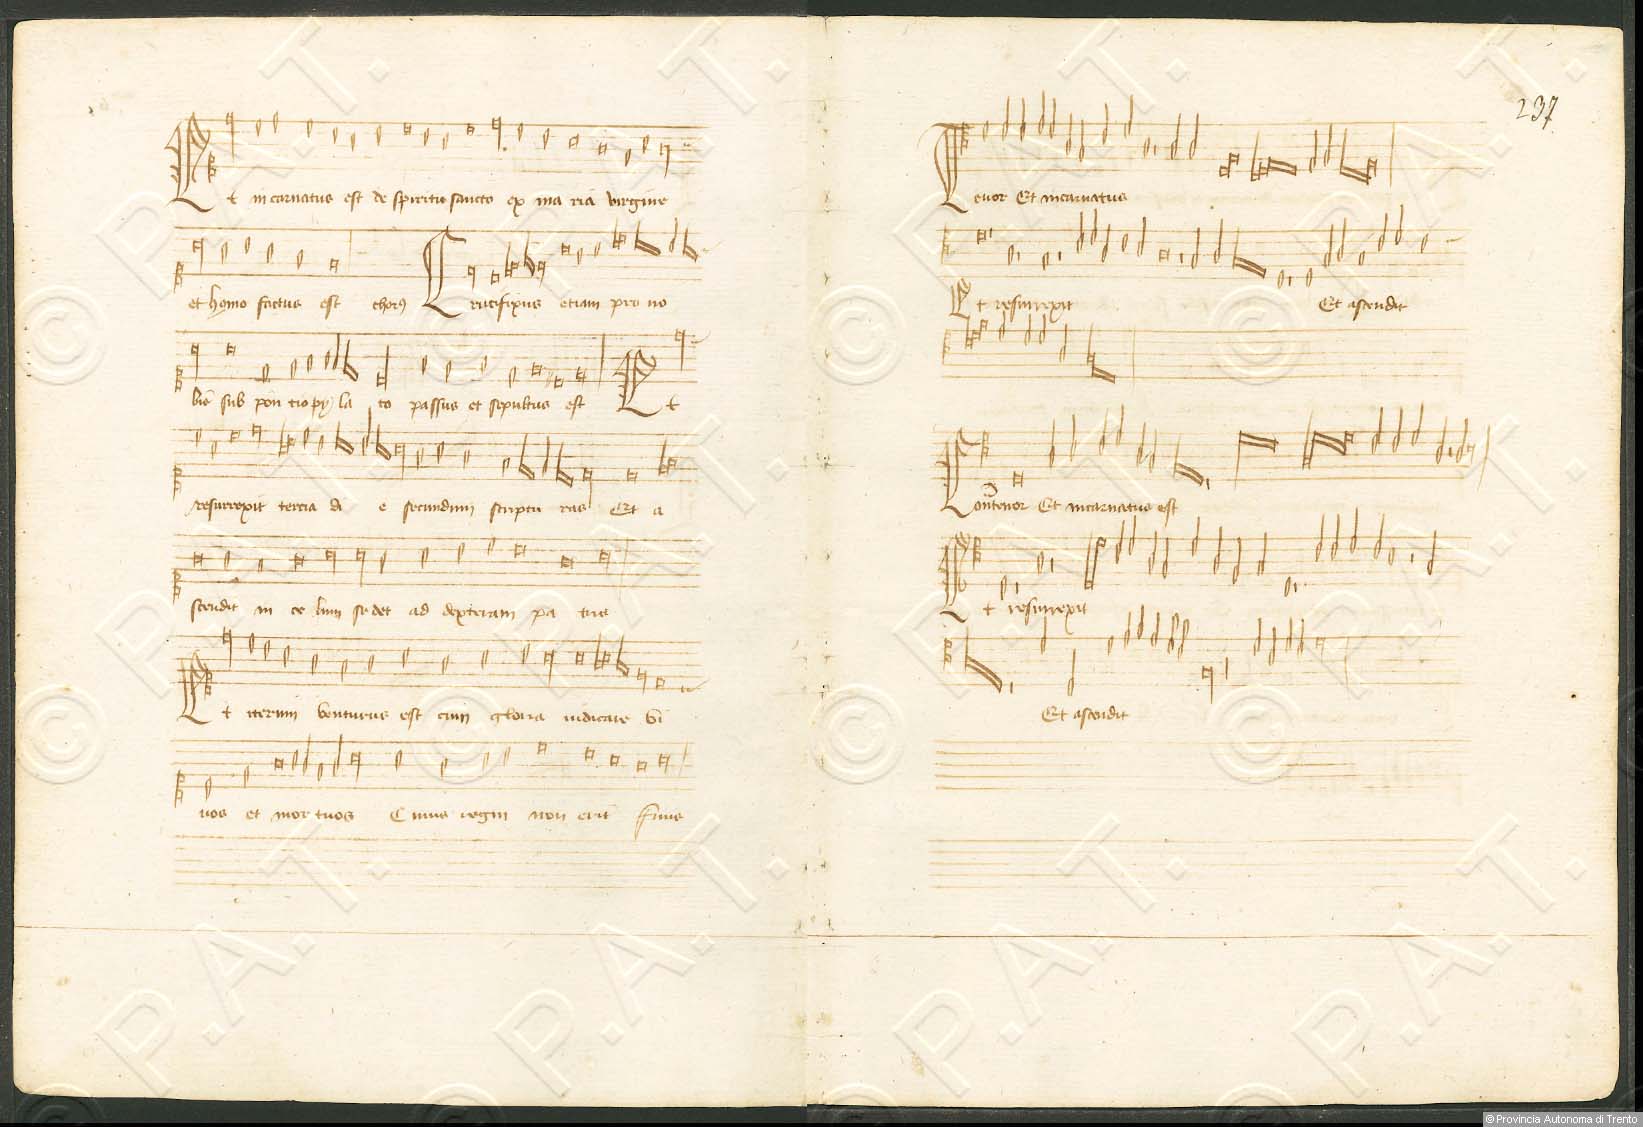 Et incarnatus est de spiritu sancto ex ma ria virgine
et homo factus est chorus Crucifixus etiam pro no
bis sub pon tio py la to passus et sepultus est Et
resurrexit tercia di e secundum scriptu ras Et a
scendit in ce lum sedet ad dexteram pa tris
Et iterum venturus est cum gloria iudicare vi
vos et mor tuos Cuius regni non erit finis
237
Tenor Et incarnatus
Et resurrexit Et ascendit
Contratenor Et incarnatus est
Et resurrexit
Et ascendit
© Provincia Autonoma di Trento
P.A.T.